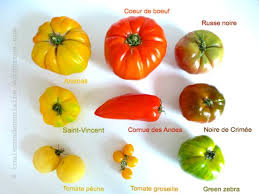 Coeur de boeuf
Russe noire
Ananas
Saint-Vincent
Cornue des Andes
Noire de Crimée
Tomate pêche
Tomate groseille
Green zebra